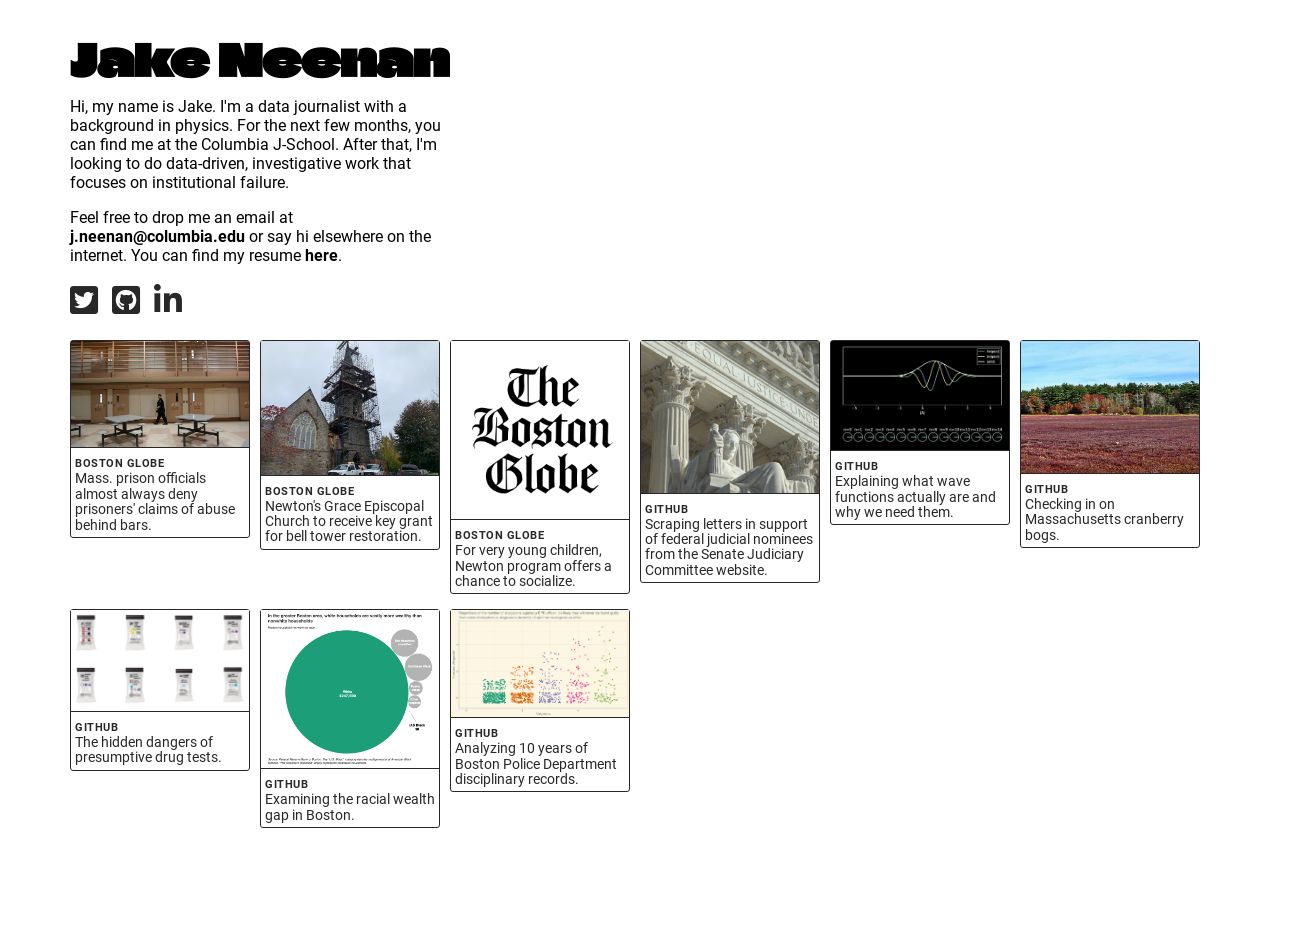 Jake Neenan
Hi, my name is Jake. I'm a data journalist with a
background in physics. For the next few months, you
can find me at the Columbia J-School. After that, I'm
looking to do data-driven, investigative work that
focuses on institutional failure.
Feel free to drop me an email at
j.neenan@columbia.edu or say hi elsewhere on the
internet. You can find my resume here.
in
BOSTON GLOBE
Mass. prison officials
almost always deny
prisoners' claims of abuse
behind bars.
BOSTON GLOBE
Newton's Grace Episcopal
Church to receive key grant
for bell tower restoration.
The
Boston
Globe
BOSTON GLOBE
For very young children,
Newton program offers a
chance to socialize.
EQUAL JUSTICE UNDER
GITHUB
Scraping letters in support
of federal judicial nominees
from the Senate Judiciary
Committee website.
GITHUB
Explaining what wave
functions actually are and
why we need them.
GITHUB
Checking in on
Massachusetts cranberry
bogs.
GITHUB
The hidden dangers of
presumptive drug tests.
In the greater Boston area, white households are vastly more wealthy than
nonwhite households
White
$247,500
U.S Black
GITHUB
Examining the racial wealth
gap in Boston.
GITHUB
Analyzing 10 years of
Boston Police Department
disciplinary records.